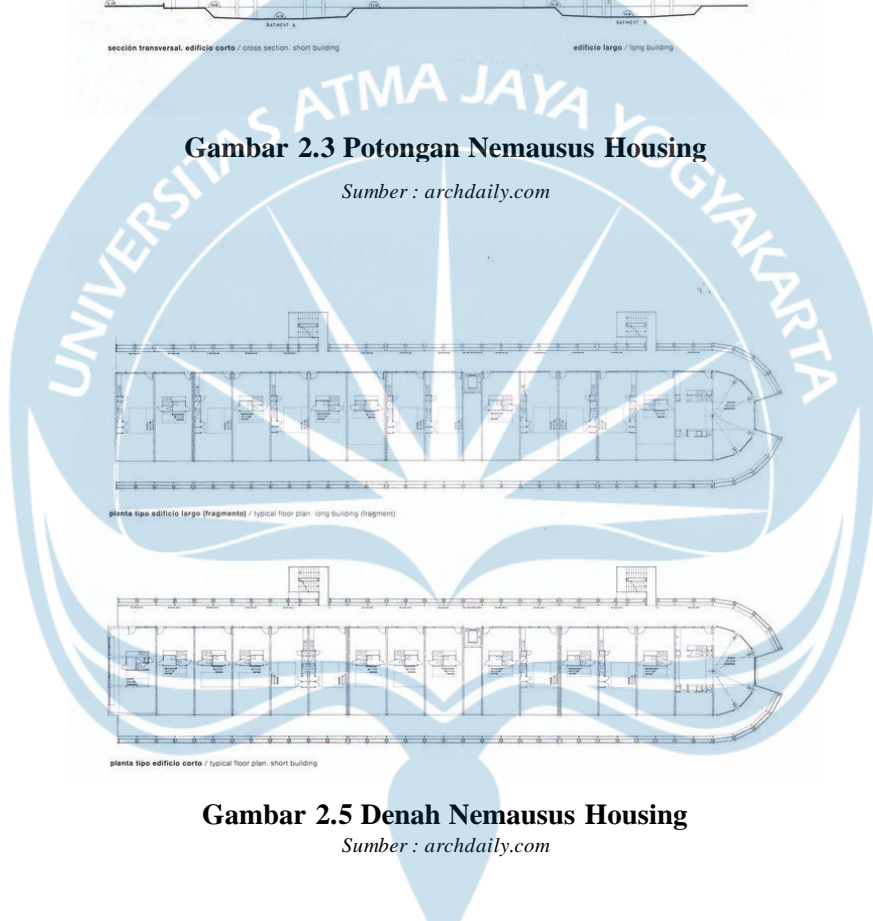 BATIMENT A
BATIMENT B
sección transversal. edificio corto / cross section. short building
edificio largo / long building
UNIVERSITAS ATMA JAYA YOGYAKARTA
Gambar 2.3 Potongan Nemausus Housing
Sumber : archdaily.com
planta tipo edificio largo (fragmento) / typical floor plan. long building (fragment)
planta tipo edificio corto / typical floor plan. short building
Gambar 2.5 Denah Nemausus Housing
Sumber : archdaily.com